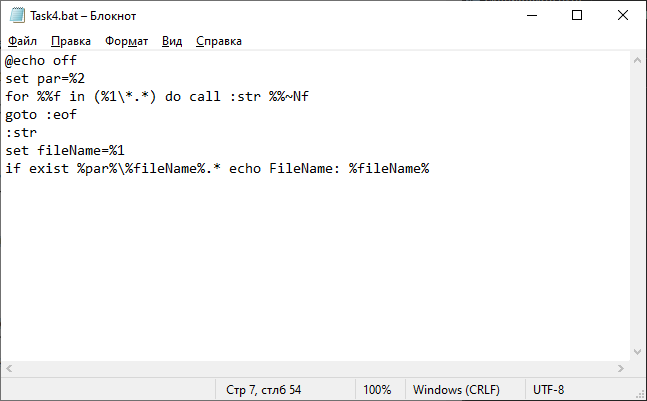 Task4.bat – Блокнот
Файл Правка Формат Вид Справка
@echo off
set par=%2
for %%f in (%1\*.*) do call :str %%~Nf
goto :eof
:str
set fileName=%1
if exist %par%\%fileName%.* echo FileName: %fileName%
Стр 7, стлб 54 100% Windows (CRLF) UTF-8